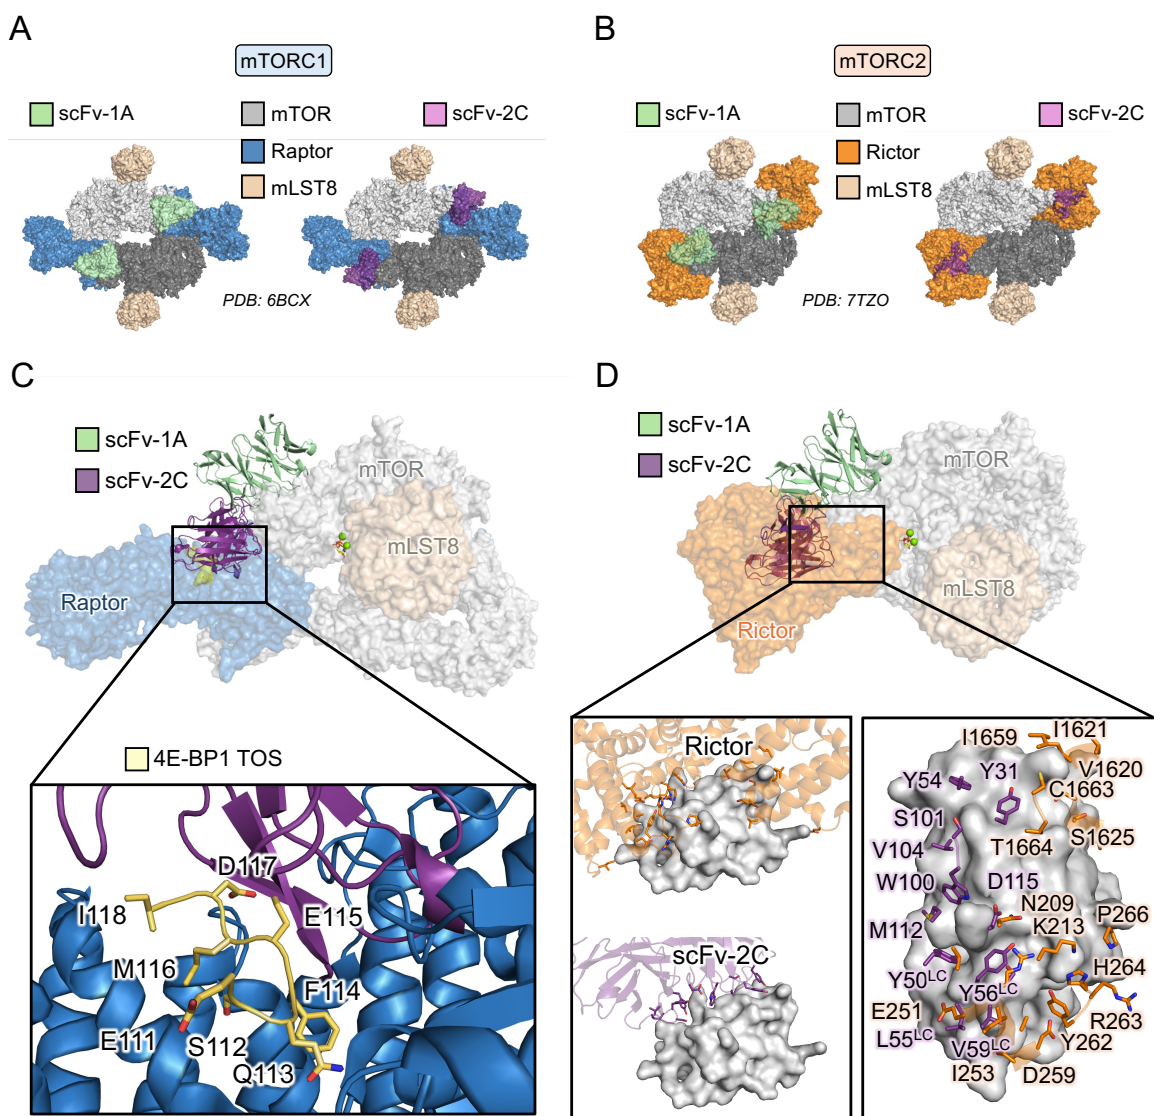 A
mTORC1
scFv-1A
mTOR
scFv-2C
Raptor
mLST8
PDB: 6BCX
B
mTORC2
scFv-1A
mTOR
scFv-2C
Rictor
mLST8
PDB: 7TZO
C
scFv-1A
scFv-2C
mTOR
mLST8
Raptor
4E-BP1 TOS
D117
I118
E115
M116
F114
E111
S112
Q113
D
scFv-1A
scFv-2C
mTOR
mLST8
Rictor
Rictor
scFv-2C
I1659
I1621
Y54
Y31
V1620
C1663
S101
S1625
V104
T1664
W100
D115
N209
P266
M112
K213
Y50LC
Y56LC
H264
E251
R263
L55LC
V59LC
Y262
I253
D259